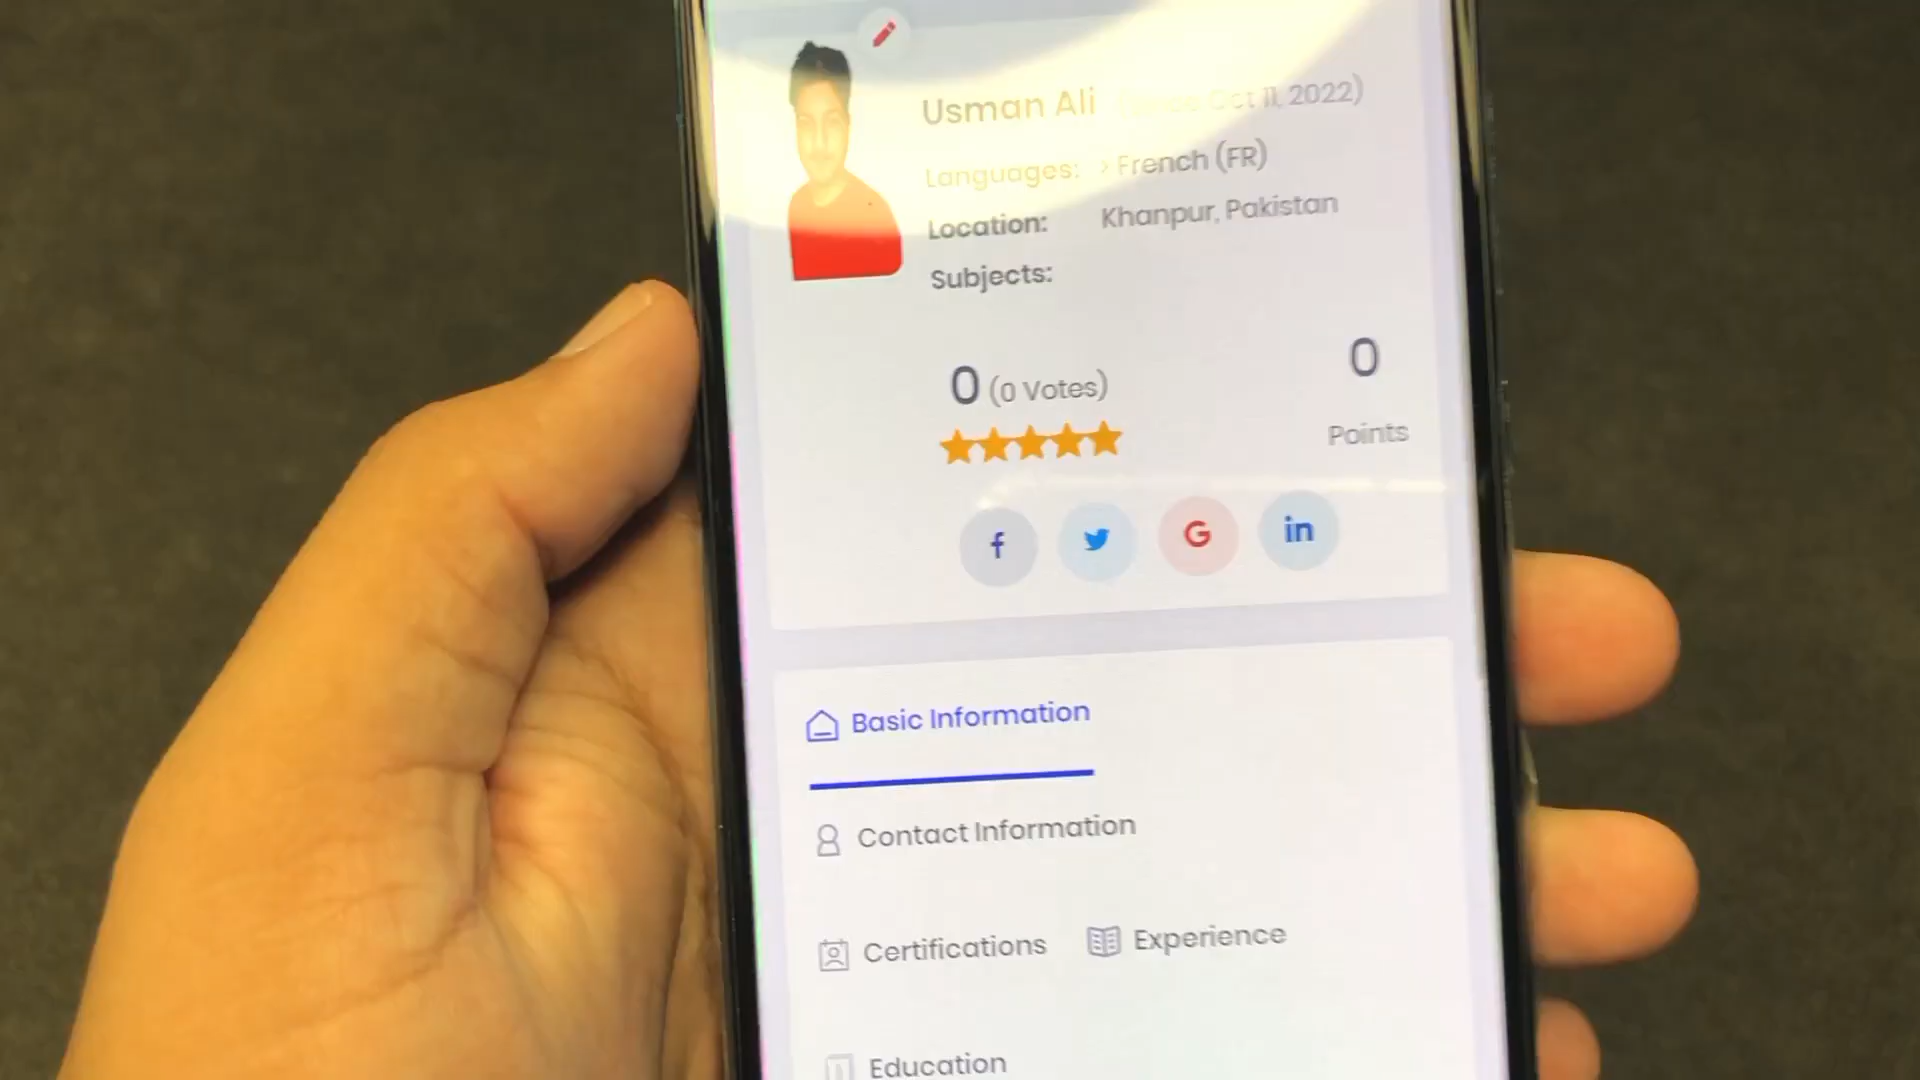 Usman Ali (since Oct 11, 2022)
Languages: > French (FR)
Location: Khanpur, Pakistan
Subjects:
0 (0 Votes)
0
Points
f G in
Basic Information
Contact Information
Certifications Experience
Education